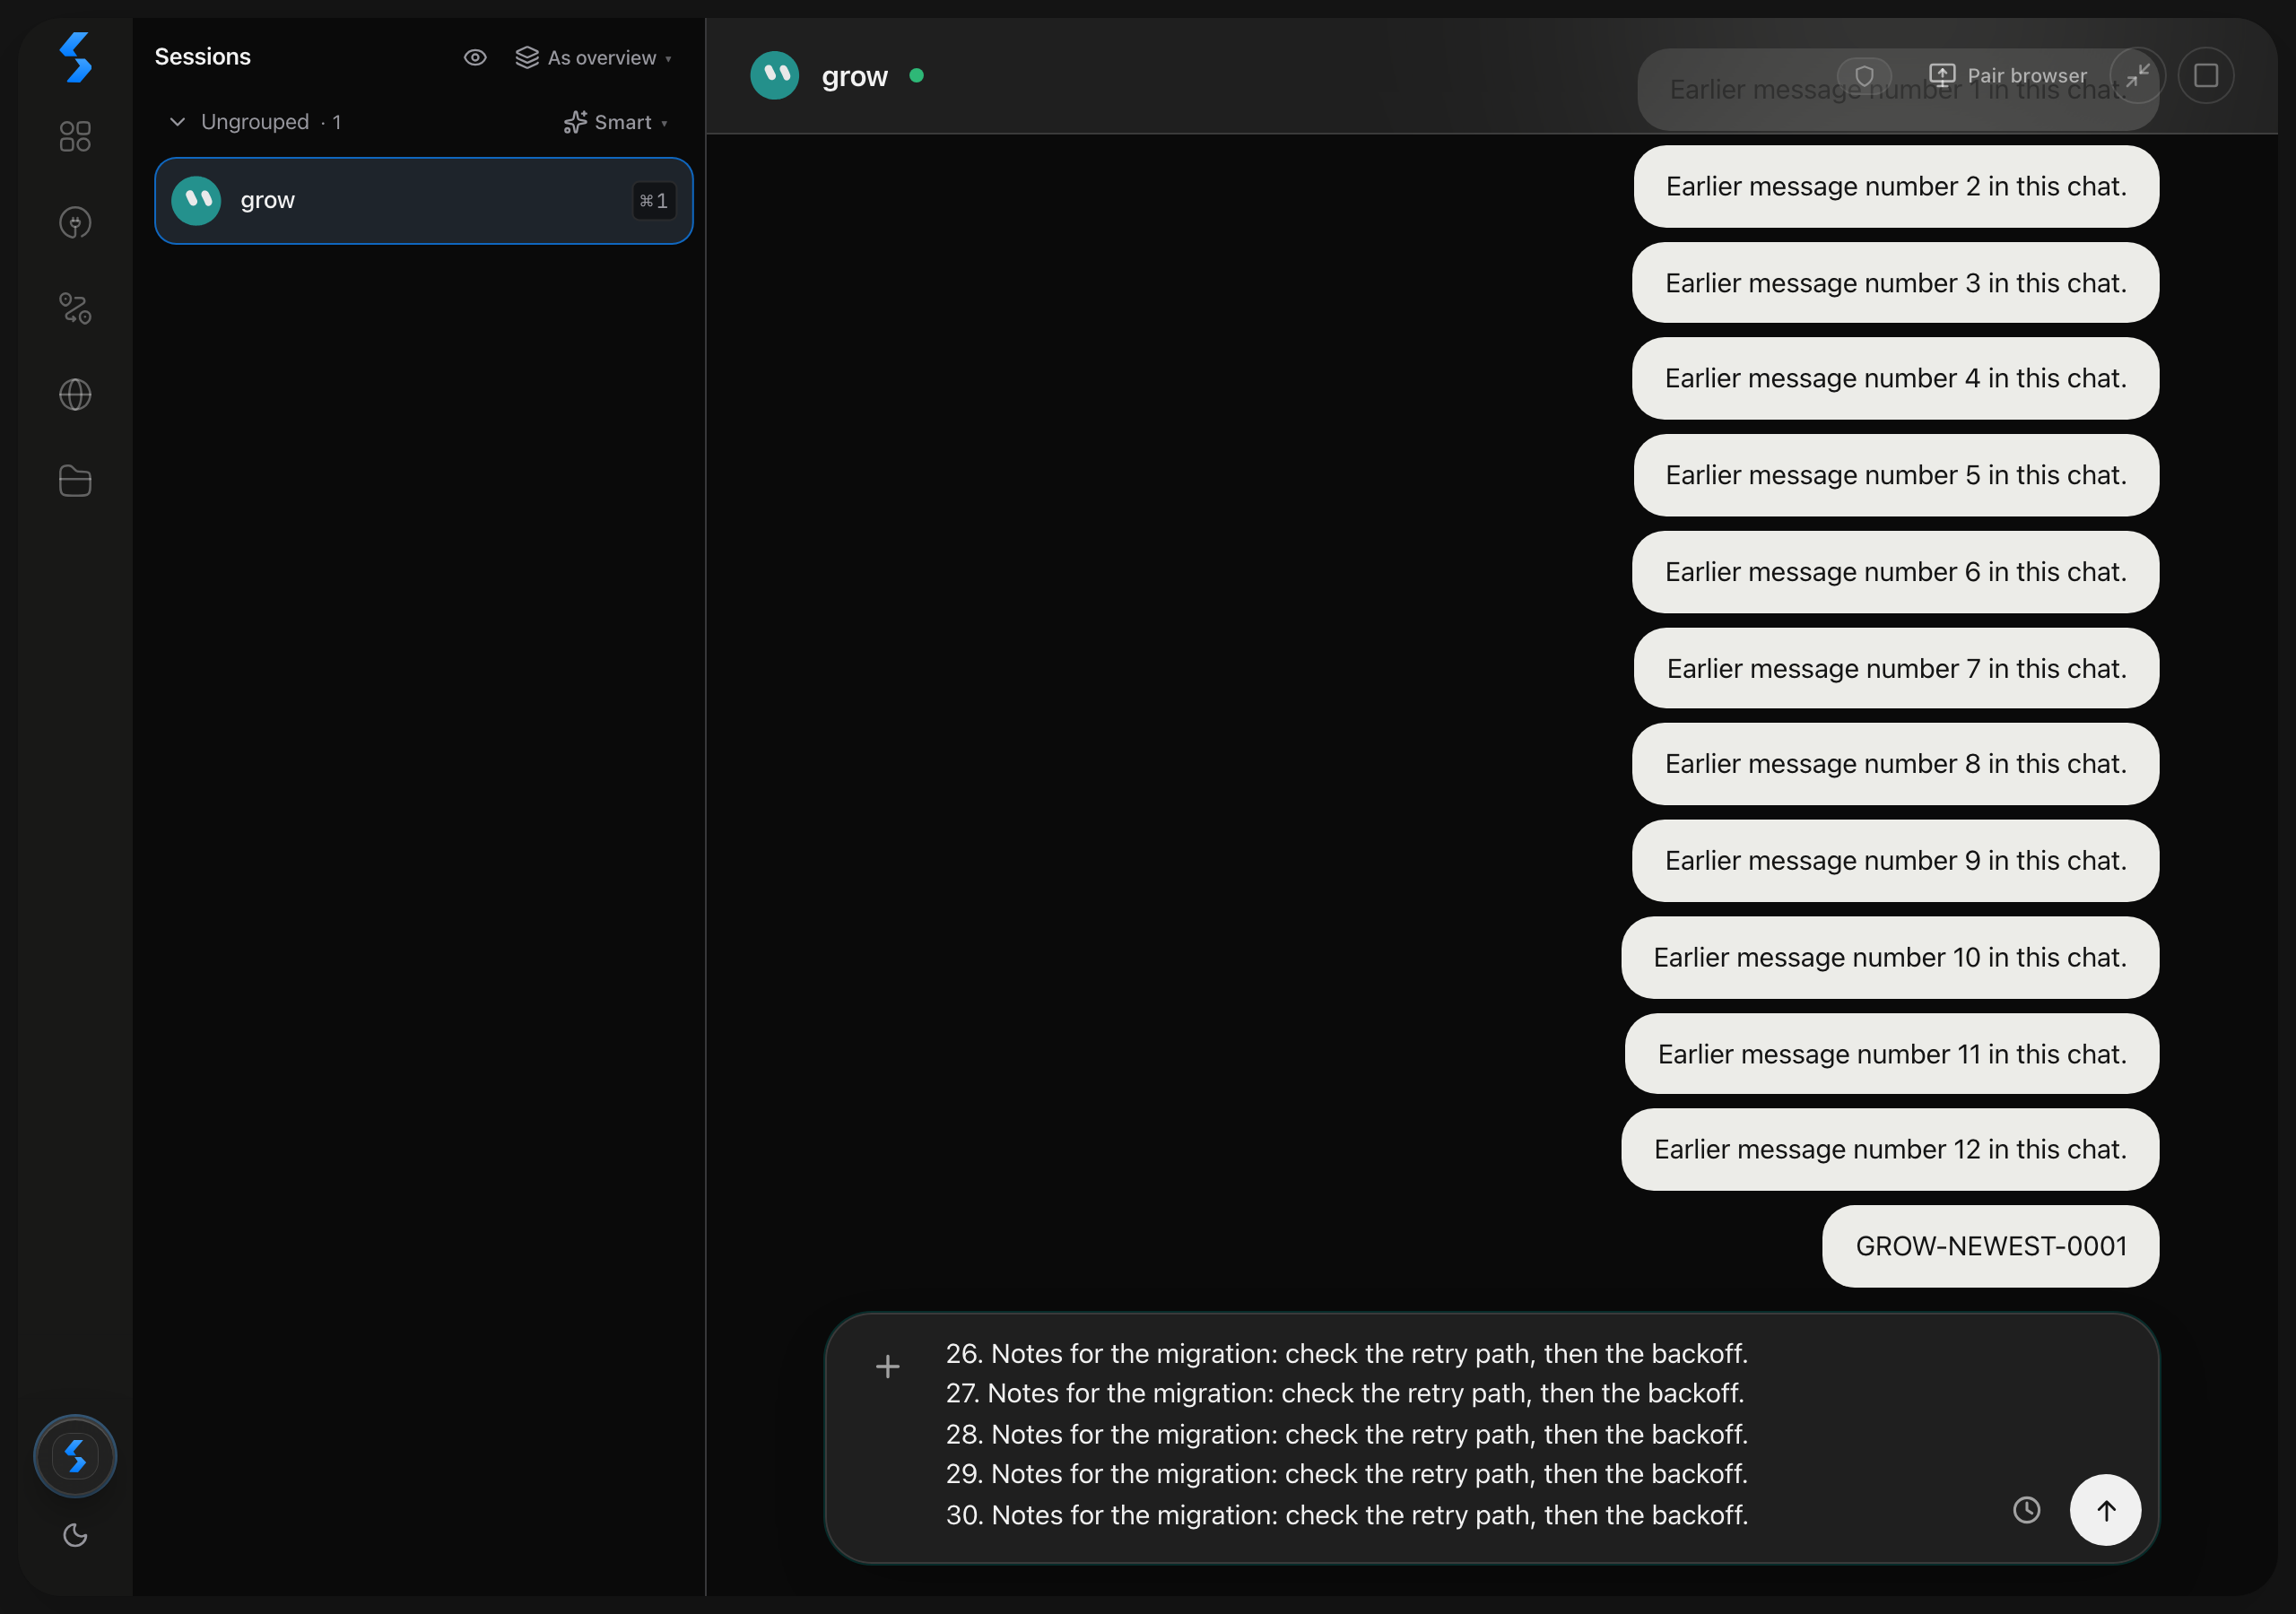 Sessions
As overview
Ungrouped · 1
Smart
grow
⌘1
grow
Pair browser
Earlier message number 1 in this chat.
Earlier message number 2 in this chat.
Earlier message number 3 in this chat.
Earlier message number 4 in this chat.
Earlier message number 5 in this chat.
Earlier message number 6 in this chat.
Earlier message number 7 in this chat.
Earlier message number 8 in this chat.
Earlier message number 9 in this chat.
Earlier message number 10 in this chat.
Earlier message number 11 in this chat.
Earlier message number 12 in this chat.
GROW-NEWEST-0001
26. Notes for the migration: check the retry path, then the backoff.
27. Notes for the migration: check the retry path, then the backoff.
28. Notes for the migration: check the retry path, then the backoff.
29. Notes for the migration: check the retry path, then the backoff.
30. Notes for the migration: check the retry path, then the backoff.